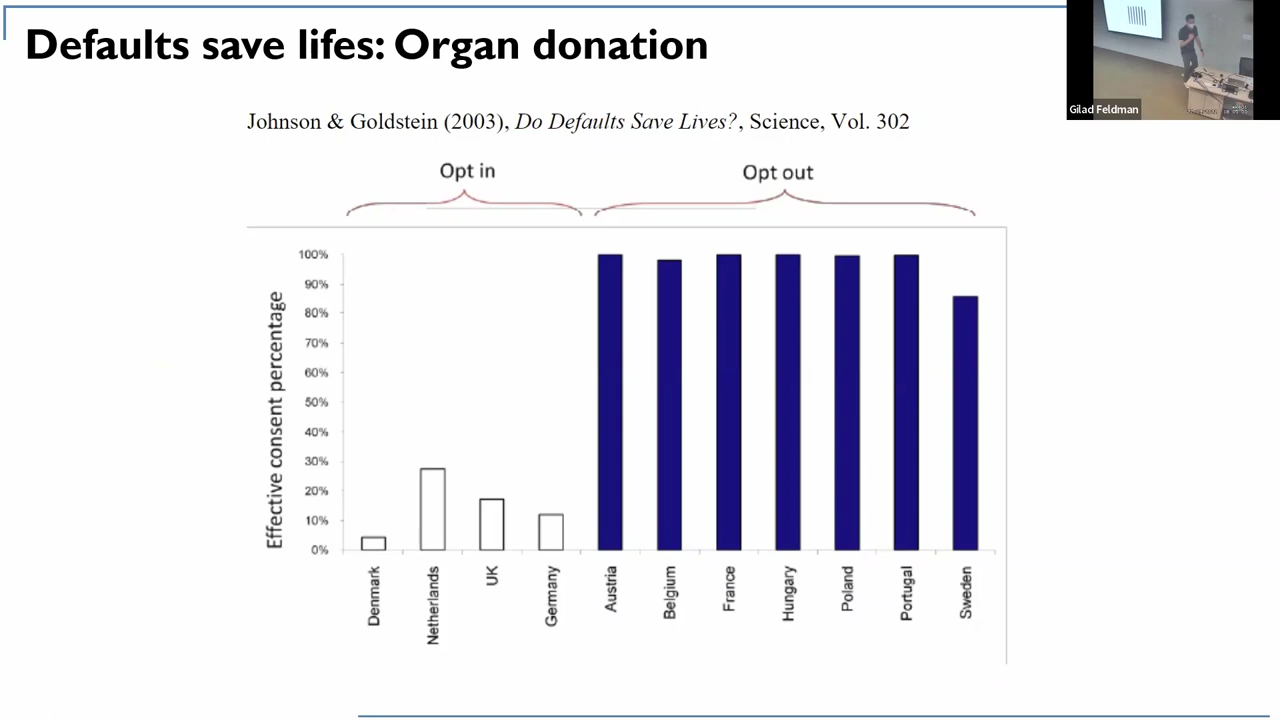 Defaults save lifes: Organ donation
Gilad Feldman
Johnson & Goldstein (2003), Do Defaults Save Lives?, Science, Vol. 302
Opt in
Opt out
Effective consent percentage
100%
90%
80%
70%
60%
50%
40%
30%
20%
10%
0%
Denmark
Netherlands
UK
Germany
Austria
Belgium
France
Hungary
Poland
Portugal
Sweden